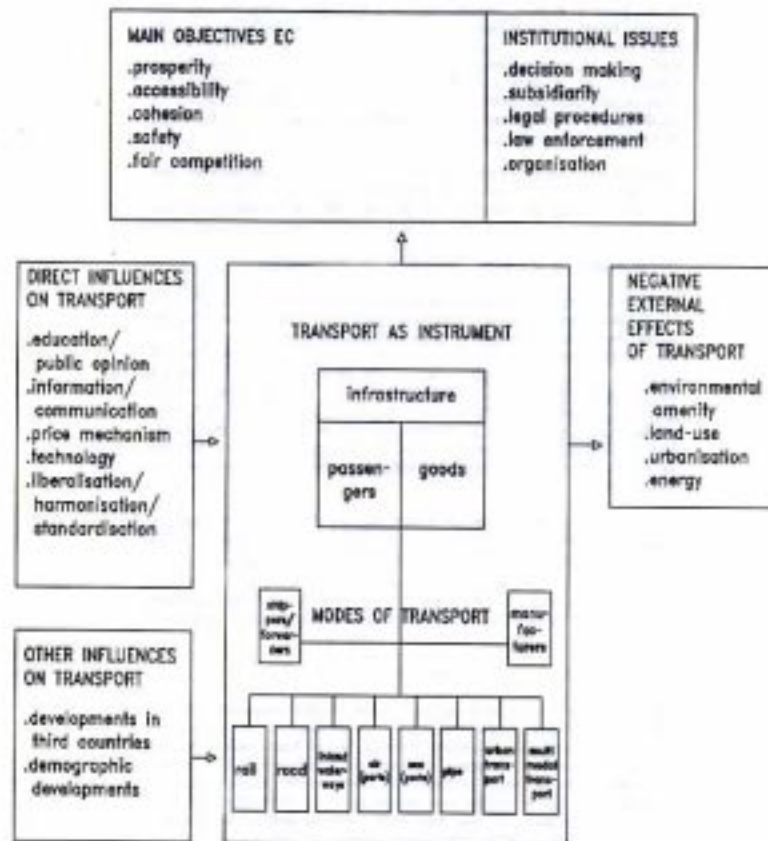 MAIN OBJECTIVES EC
.prosperity
.accessibility
.cohesion
.safety
.fair competition
INSTITUTIONAL ISSUES
.decision making
.subsidiarity
.legal procedures
.law enforcement
.organisation
DIRECT INFLUENCES
ON TRANSPORT
.education/
public opinion
.information/
communication
.price mechanism
.technology
.liberalisation/
harmonisation/
standardisation
TRANSPORT AS INSTRUMENT
infrastructure
passen-
gers
goods
NEGATIVE
EXTERNAL
EFFECTS
OF TRANSPORT
.environmental
amenity
.land-use
.urbanisation
.energy
OTHER INFLUENCES
ON TRANSPORT
.developments in
third countries
.demographic
developments
ship-
pers/
forwar-
ders
MODES OF TRANSPORT
manu-
fac-
turers
rail
road
inland
water-
ways
air
(ports)
sea
(ports)
pipe
urban
trans-
port
multi
modal
trans-
port